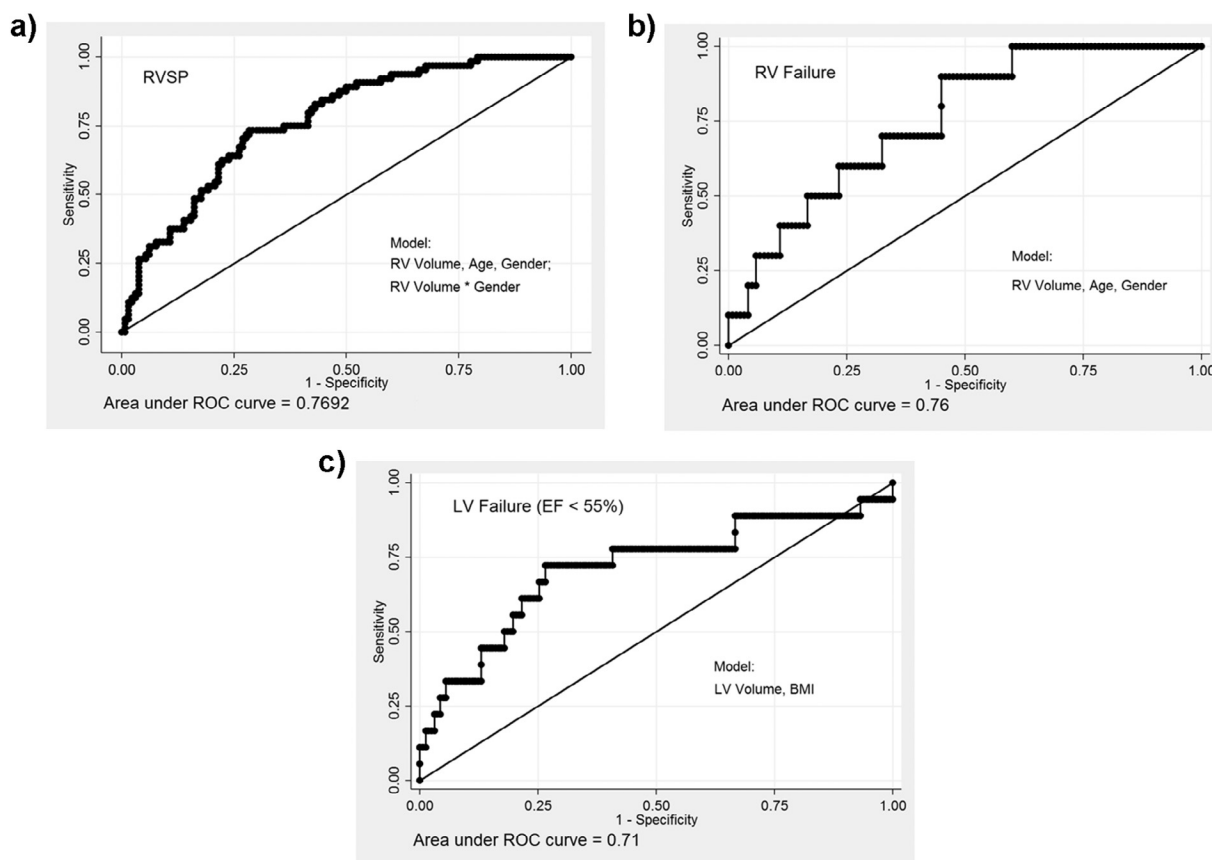 a)
RVSP
1.00
0.75
0.50
0.25
0.00
Sensitivity
Model:
RV Volume, Age, Gender;
RV Volume * Gender
0.00 0.25 0.50 0.75 1.00
1 - Specificity
Area under ROC curve = 0.7692
b)
RV Failure
1.00
0.75
0.50
0.25
0.00
Sensitivity
Model:
RV Volume, Age, Gender
0.00 0.25 0.50 0.75 1.00
1 - Specificity
Area under ROC curve = 0.76
c)
LV Failure (EF < 55%)
1.00
0.75
0.50
0.25
0.00
Sensitivity
Model:
LV Volume, BMI
0.00 0.25 0.50 0.75 1.00
1 - Specificity
Area under ROC curve = 0.71